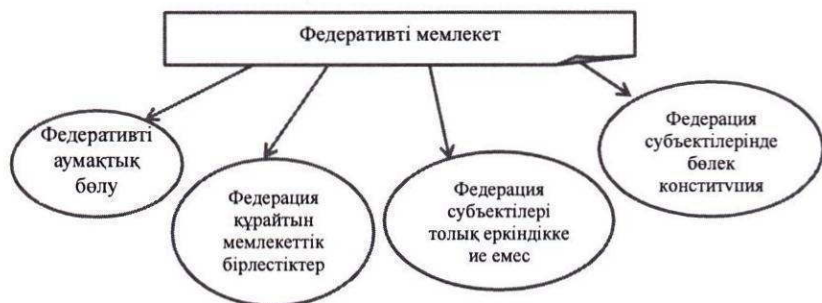 Федеративті мемлекет
Федеративті
аумақтық
бөлу
Федерация
құрайтын
мемлекеттік
бірлестіктер
Федерация
субъектілері
толық еркіндікке
ие емес
Федерация
субъектілерінде
бөлек
конституция